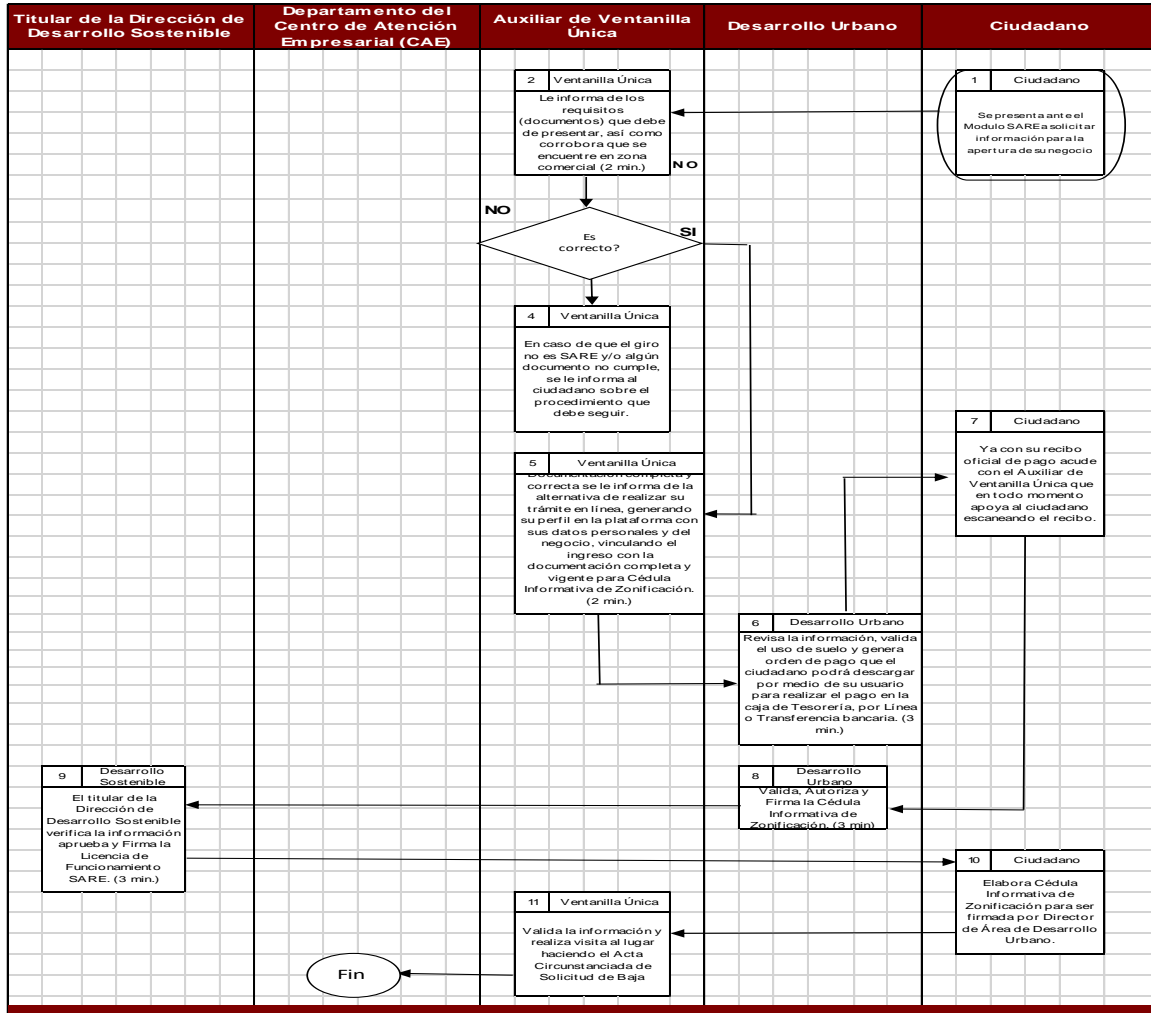 Titular de la Dirección de
Desarrollo Sostenible
Departamento del
Centro de Atención
Empresarial (CAE)
Auxiliar de Ventanilla
Única
Desarrollo Urbano
Ciudadano
2 Ventanilla Única
Le informa de los
requisitos
(documentos) que debe
de presentar, así como
corrobora que se
encuentre en zona
comercial (2 min.)
NO
1 Ciudadano
Se presenta ante el
Modulo SARE a solicitar
información para la
apertura de su negocio
NO
Es
correcto?
SI
4 Ventanilla Única
En caso de que el giro
no es SARE y/o algún
documento no cumple,
se le informa al
ciudadano sobre el
procedimiento que
debe seguir.
7 Ciudadano
Ya con su recibo
oficial de pago acude
con el Auxiliar de
Ventanilla Única que
en todo momento
apoya al ciudadano
escaneando el recibo.
5 Ventanilla Única
Documentación completa y
correcta se le informa de la
alternativa de realizar su
trámite en línea, generando
su perfil en la plataforma con
sus datos personales y del
negocio, vinculando el
ingreso con la
documentación completa y
vigente para Cédula
Informativa de Zonificación.
(2 min.)
6 Desarrollo Urbano
Revisa la información, valida
el uso de suelo y genera
orden de pago que el
ciudadano podrá descargar
por medio de su usuario
para realizar el pago en la
caja de Tesorería, por Línea
o Transferencia bancaria. (3
min.)
9 Desarrollo
Sostenible
El titular de la
Dirección de
Desarrollo Sostenible
verifica la información
aprueba y Firma la
Licencia de
Funcionamiento
SARE. (3 min.)
8 Desarrollo
Urbano
Valida, Autoriza y
Firma la Cédula
Informativa de
Zonificación. (3 min)
10 Ciudadano
Elabora Cédula
Informativa de
Zonificación para ser
firmada por Director
de Área de Desarrollo
Urbano.
11 Ventanilla Única
Valida la información y
realiza visita al lugar
haciendo el Acta
Circunstanciada de
Solicitud de Baja
Fin